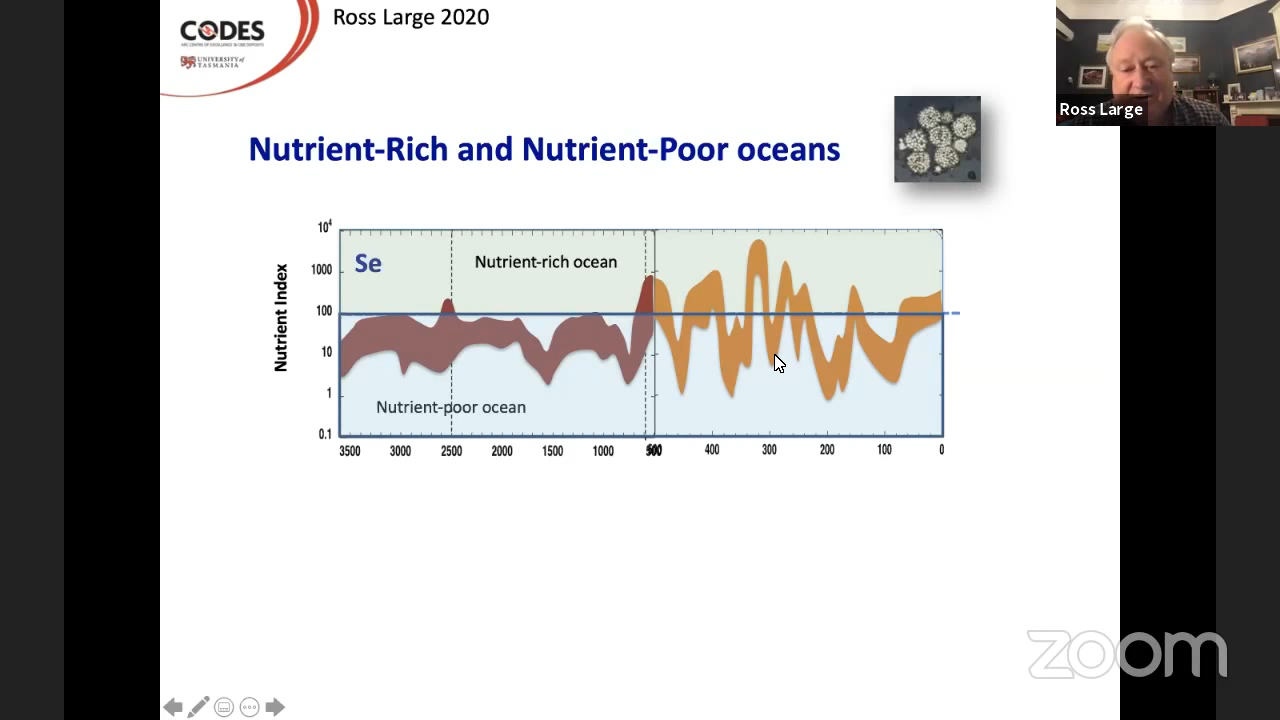 CODES
ARC CENTRE OF EXCELLENCE IN ORE DEPOSITS
UNIVERSITY of
TASMANIA
Ross Large 2020
Ross Large
Nutrient-Rich and Nutrient-Poor oceans
Nutrient Index
10⁴
1000
100
10
1
0.1
Se
Nutrient-rich ocean
Nutrient-poor ocean
3500 3000 2500 2000 1500 1000 400 300 200 100 0
zoom